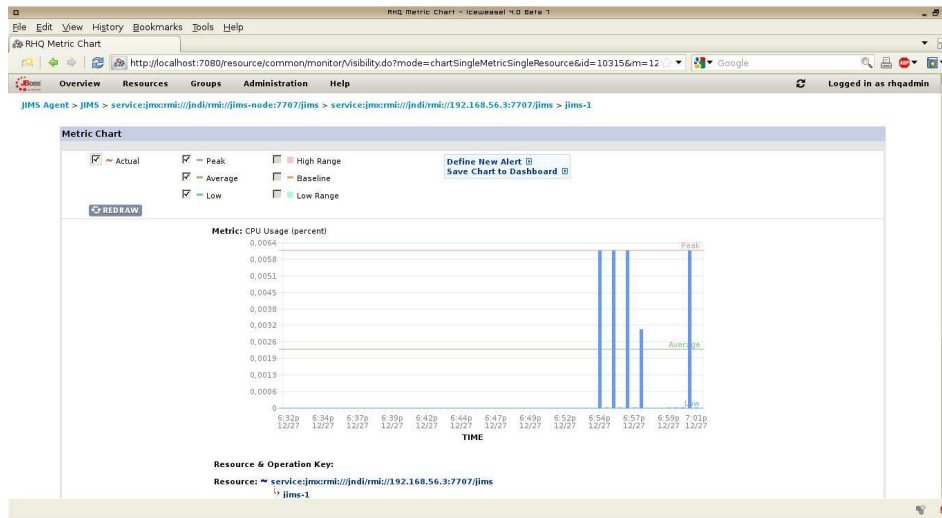 RHQ Metric Chart - Iceweasel 4.0 Beta 7
File Edit View History Bookmarks Tools Help
RHQ Metric Chart
http://localhost:7080/resource/common/monitor/Visibility.do?mode=chartSingleMetricSingleResource&id=10315&m=12
Google
JBoss Overview Resources Groups Administration Help Logged in as rhqadmin
JIMS Agent > JIMS > service:jmx:rmi://jndi/rmi://jims-node:7707/jims > service:jmx:rmi:///jndi/rmi://192.168.56.3:7707/jims > jims-1
Metric Chart
Actual Peak High Range
Average Baseline
Low Low Range
Define New Alert
Save Chart to Dashboard
REDRAW
Metric: CPU Usage (percent)
0,0064
Peak
0,0058
0,0051
0,0045
0,0038
0,0032
0,0026
Average
0,0019
0,0013
0,0006
Low
0
6:32p 6:34p 6:37p 6:39p 6:42p 6:44p 6:47p 6:49p 6:52p 6:54p 6:57p 6:59p 7:01p
12/27 12/27 12/27 12/27 12/27 12/27 12/27 12/27 12/27 12/27 12/27 12/27 12/27
TIME
Resource & Operation Key:
Resource: ~ service:jmx:rmi:///jndi/rmi://192.168.56.3:7707/jims
jims-1